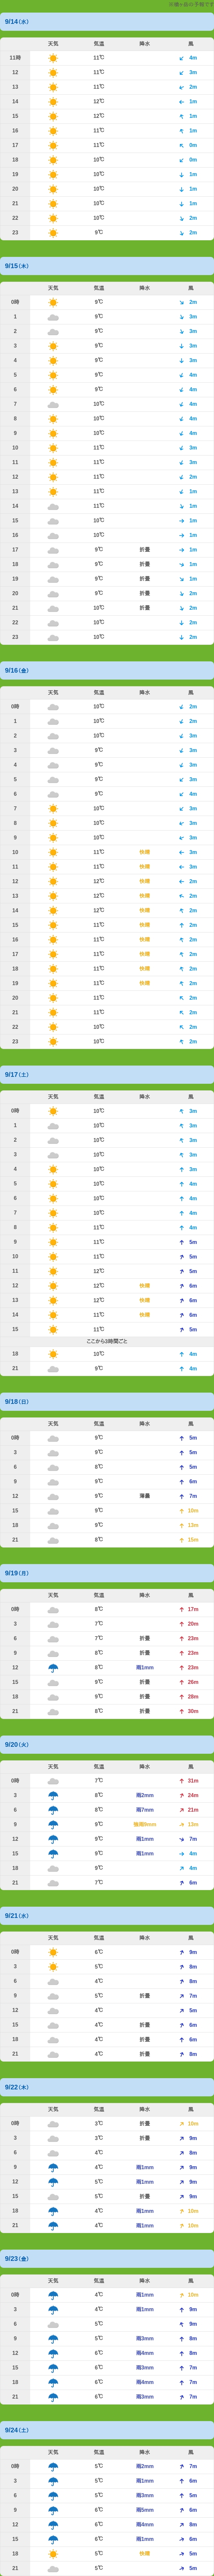 9/14(水)
天気 気温 降水 風
11時 11℃ 4m
12 11℃ 3m
13 11℃ 2m
14 12℃ 1m
15 12℃ 1m
16 11℃ 1m
17 11℃ 0m
18 10℃ 0m
19 10℃ 1m
20 10℃ 1m
21 10℃ 1m
22 10℃ 2m
23 9℃ 2m
9/15(木)
天気 気温 降水 風
0時 9℃ 2m
1 9℃ 3m
2 9℃ 3m
3 9℃ 3m
4 9℃ 3m
5 9℃ 4m
6 9℃ 4m
7 10℃ 4m
8 10℃ 4m
9 10℃ 4m
10 11℃ 3m
11 11℃ 3m
12 11℃ 2m
13 11℃ 1m
14 11℃ 1m
15 10℃ 1m
16 10℃ 1m
17 9℃ 折畳 1m
18 9℃ 折畳 1m
19 9℃ 折畳 1m
20 9℃ 折畳 2m
21 10℃ 折畳 2m
22 10℃ 2m
23 10℃ 2m
9/16(金)
天気 気温 降水 風
0時 10℃ 2m
1 10℃ 2m
2 10℃ 3m
3 9℃ 3m
4 9℃ 3m
5 9℃ 3m
6 9℃ 4m
7 10℃ 3m
8 10℃ 3m
9 10℃ 3m
10 11℃ 快晴 3m
11 11℃ 快晴 3m
12 12℃ 快晴 2m
13 12℃ 快晴 2m
14 12℃ 快晴 2m
15 11℃ 快晴 2m
16 11℃ 快晴 2m
17 11℃ 快晴 2m
18 11℃ 快晴 2m
19 11℃ 快晴 2m
20 11℃ 2m
21 11℃ 2m
22 10℃ 2m
23 10℃ 2m
9/17(土)
天気 気温 降水 風
0時 10℃ 3m
1 10℃ 3m
2 10℃ 3m
3 10℃ 3m
4 10℃ 3m
5 10℃ 4m
6 10℃ 4m
7 10℃ 4m
8 11℃ 4m
9 11℃ 5m
10 11℃ 5m
11 12℃ 5m
12 12℃ 快晴 6m
13 12℃ 快晴 6m
14 11℃ 快晴 6m
15 11℃ 5m
ここから3時間ごと
18 10℃ 4m
21 9℃ 4m
9/18(日)
天気 気温 降水 風
0時 9℃ 5m
3 9℃ 5m
6 8℃ 5m
9 9℃ 6m
12 9℃ 薄曇 7m
15 9℃ 10m
18 9℃ 13m
21 8℃ 15m
9/19(月)
天気 気温 降水 風
0時 8℃ 17m
3 7℃ 20m
6 7℃ 折畳 23m
9 8℃ 折畳 23m
12 8℃ 雨1mm 23m
15 9℃ 折畳 26m
18 9℃ 折畳 28m
21 8℃ 折畳 30m
9/20(火)
天気 気温 降水 風
0時 7℃ 31m
3 8℃ 雨2mm 24m
6 8℃ 雨7mm 21m
9 9℃ 強雨9mm 13m
12 9℃ 雨1mm 7m
15 9℃ 雨1mm 4m
18 9℃ 4m
21 7℃ 6m
9/21(水)
天気 気温 降水 風
0時 6℃ 9m
3 5℃ 8m
6 4℃ 8m
9 5℃ 折畳 7m
12 4℃ 5m
15 4℃ 折畳 6m
18 4℃ 折畳 6m
21 4℃ 折畳 8m
9/22(木)
天気 気温 降水 風
0時 3℃ 折畳 10m
3 3℃ 折畳 9m
6 4℃ 8m
9 4℃ 雨1mm 9m
12 5℃ 雨1mm 9m
15 5℃ 折畳 9m
18 4℃ 雨1mm 10m
21 4℃ 雨1mm 10m
9/23(金)
天気 気温 降水 風
0時 4℃ 雨1mm 10m
3 4℃ 雨1mm 9m
6 5℃ 9m
9 5℃ 雨3mm 8m
12 6℃ 雨4mm 8m
15 6℃ 雨3mm 7m
18 6℃ 雨4mm 7m
21 6℃ 雨3mm 7m
9/24(土)
天気 気温 降水 風
0時 5℃ 雨2mm 7m
3 5℃ 雨1mm 6m
6 5℃ 雨3mm 5m
9 6℃ 雨5mm 6m
12 6℃ 雨4mm 8m
15 6℃ 雨1mm 6m
18 5℃ 快晴 5m
21 5℃ 5m